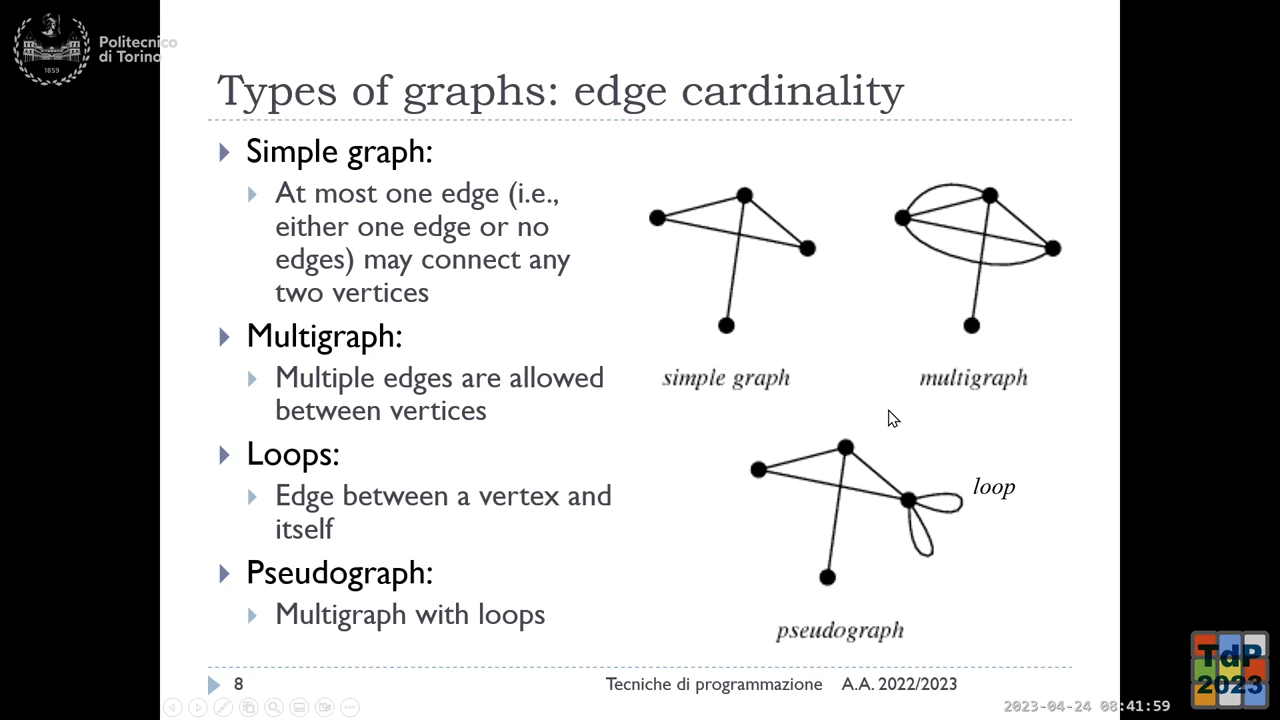 Politecnico
di Torino
1859
Types of graphs: edge cardinality
Simple graph:
At most one edge (i.e.,
either one edge or no
edges) may connect any
two vertices
Multigraph:
Multiple edges are allowed
between vertices
Loops:
Edge between a vertex and
itself
Pseudograph:
Multigraph with loops
simple graph
multigraph
loop
pseudograph
8
Tecniche di programmazione A.A. 2022/2023
2023-04-24 08:41:59
TdP
2023